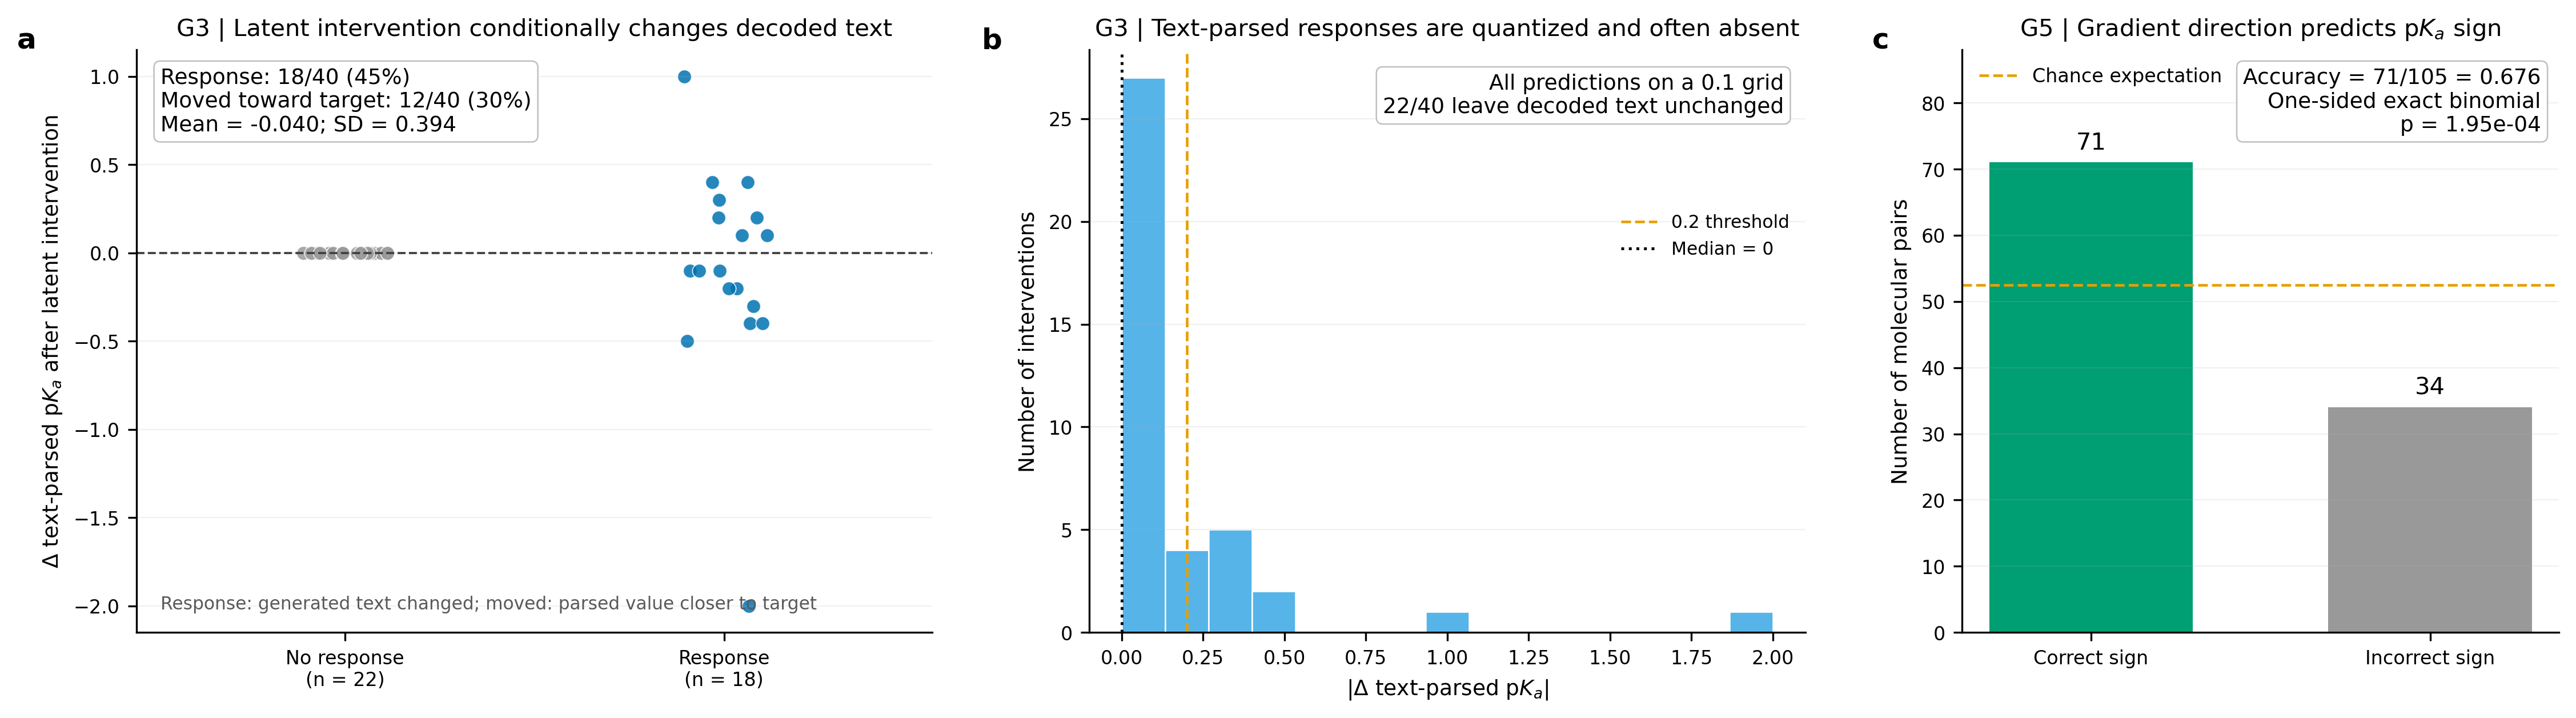 a
G3 | Latent intervention conditionally changes decoded text
Response: 18/40 (45%)
Moved toward target: 12/40 (30%)
Mean = -0.040; SD = 0.394
Δ text-parsed pKₐ after latent intervention
1.0
0.5
0.0
−0.5
−1.0
−1.5
−2.0
Response: generated text changed; moved: parsed value closer to target
No response
(n = 22)
Response
(n = 18)
b
G3 | Text-parsed responses are quantized and often absent
All predictions on a 0.1 grid
22/40 leave decoded text unchanged
0.2 threshold
Median = 0
Number of interventions
25
20
15
10
5
0
0.00 0.25 0.50 0.75 1.00 1.25 1.50 1.75 2.00
|Δ text-parsed pKₐ|
c
G5 | Gradient direction predicts pKₐ sign
Chance expectation
Accuracy = 71/105 = 0.676
One-sided exact binomial
p = 1.95e-04
Number of molecular pairs
80
70
60
50
40
30
20
10
0
71
34
Correct sign
Incorrect sign